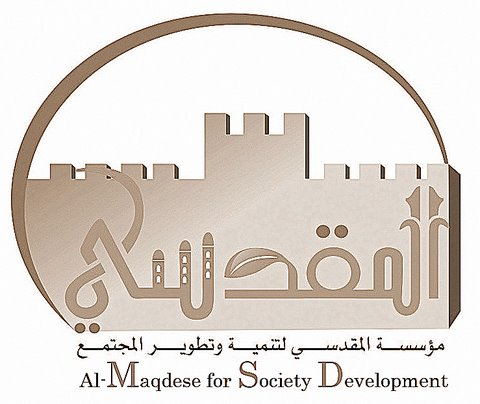 المقدسي
مؤسسة المقدسي لتنمية وتطوير المجتمع
Al-Maqdese for Society Development